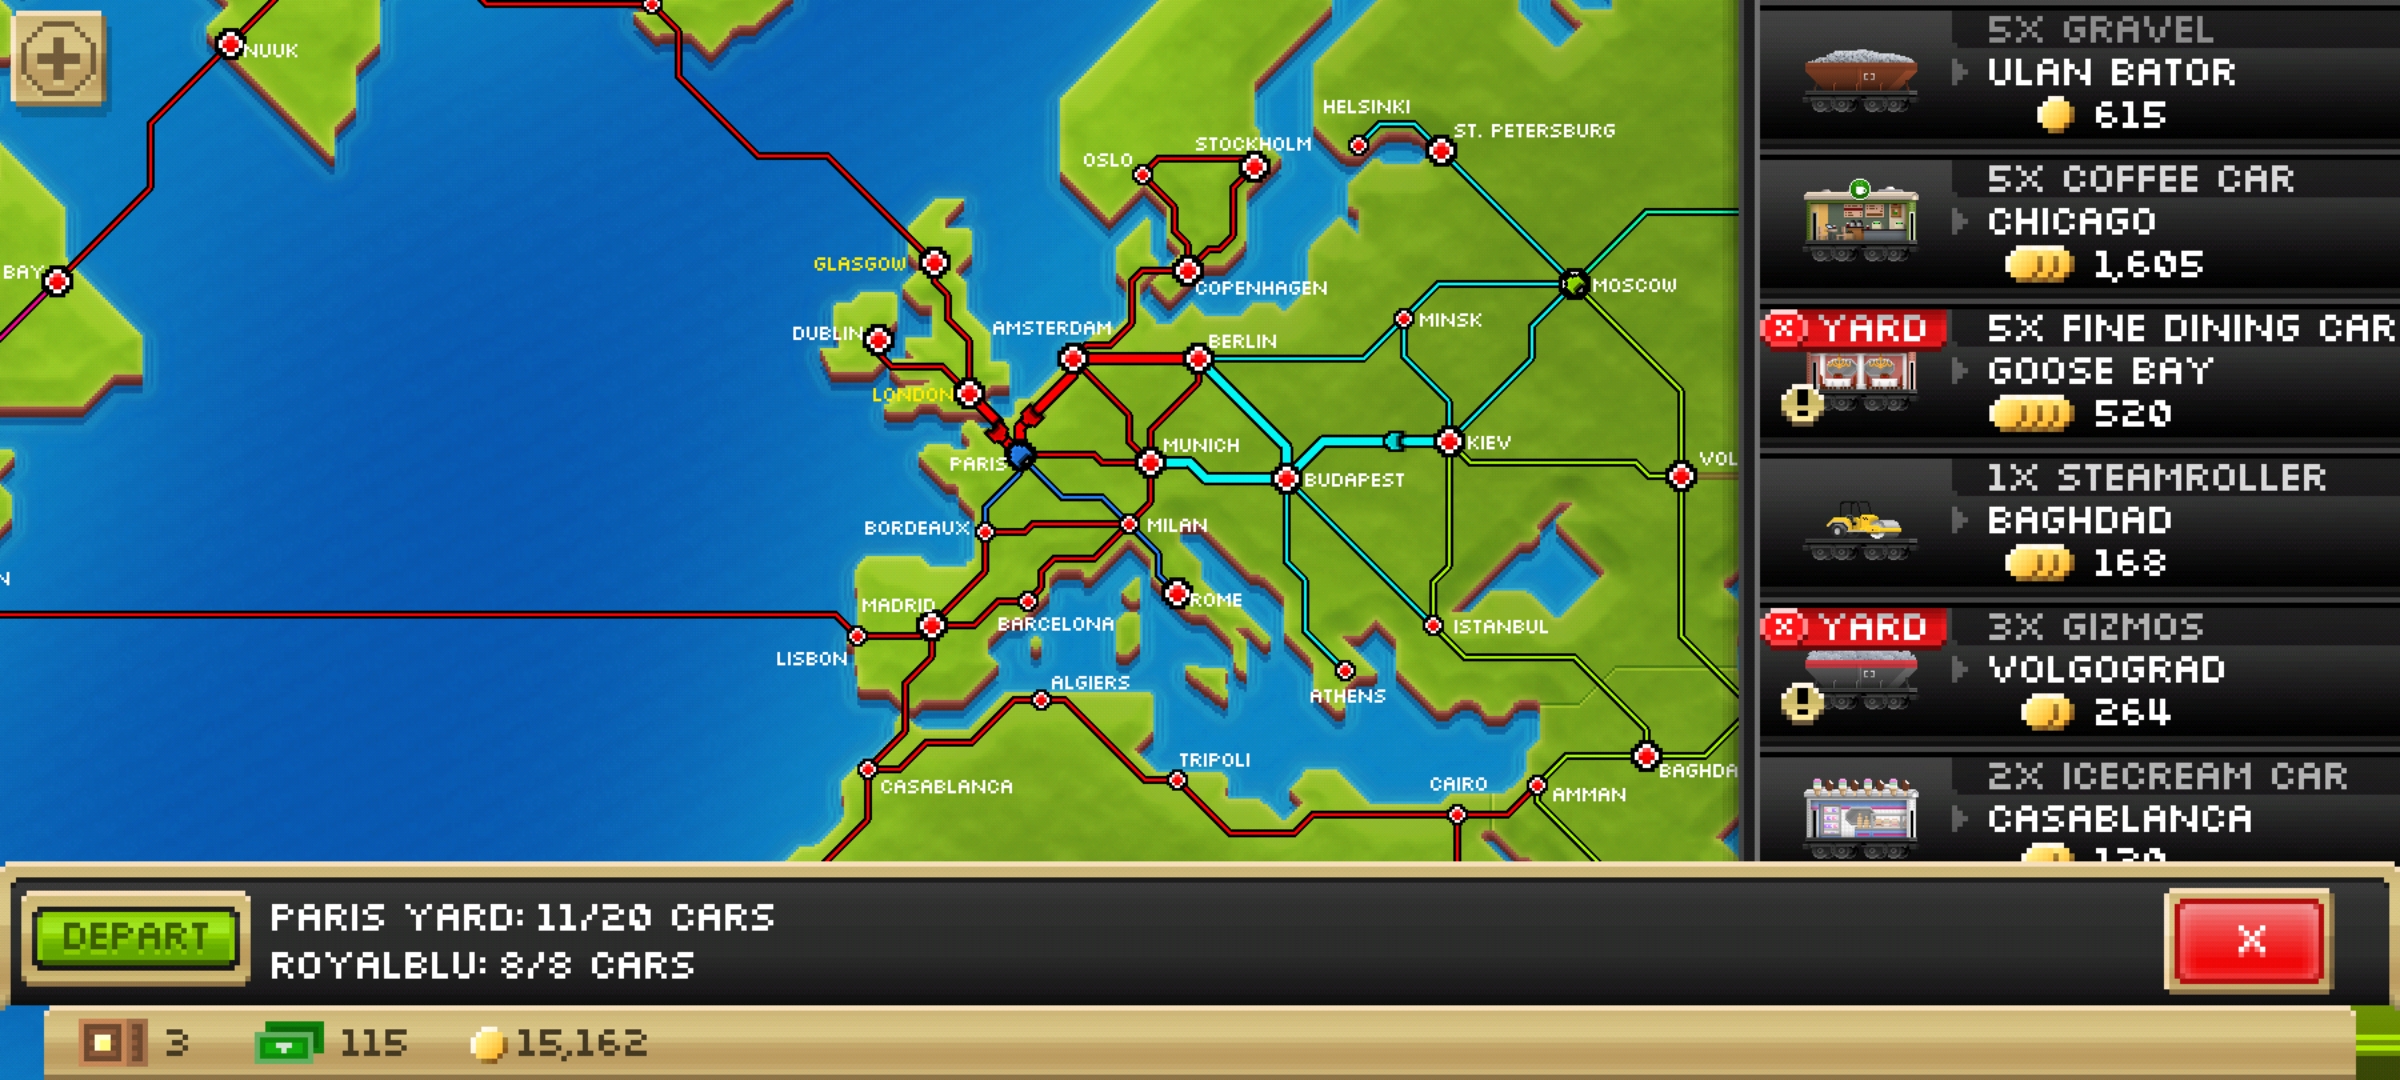 NUUK
BAY
N
HELSINKI
ST. PETERSBURG
STOCKHOLM
OSLO
GLASGOW
COPENHAGEN
MOSCOW
AMSTERDAM
DUBLIN
BERLIN
MINSK
LONDON
MUNICH
KIEV
PARIS
BUDAPEST
VOL
BORDEAUX
MILAN
MADRID
ROME
BARCELONA
ISTANBUL
LISBON
ALGIERS
ATHENS
TRIPOLI
CASABLANCA
CAIRO
AMMAN
BAGHDA
5X GRAVEL
ULAN BATOR
615
5X COFFEE CAR
CHICAGO
1,605
X YARD
5X FINE DINING CAR
GOOSE BAY
! 520
1X STEAMROLLER
BAGHDAD
168
X YARD
3X GIZMOS
VOLGOGRAD
! 264
2X ICECREAM CAR
CASABLANCA
DEPART
PARIS YARD: 11/20 CARS
ROYALBLU: 8/8 CARS
X
3 115 15,162